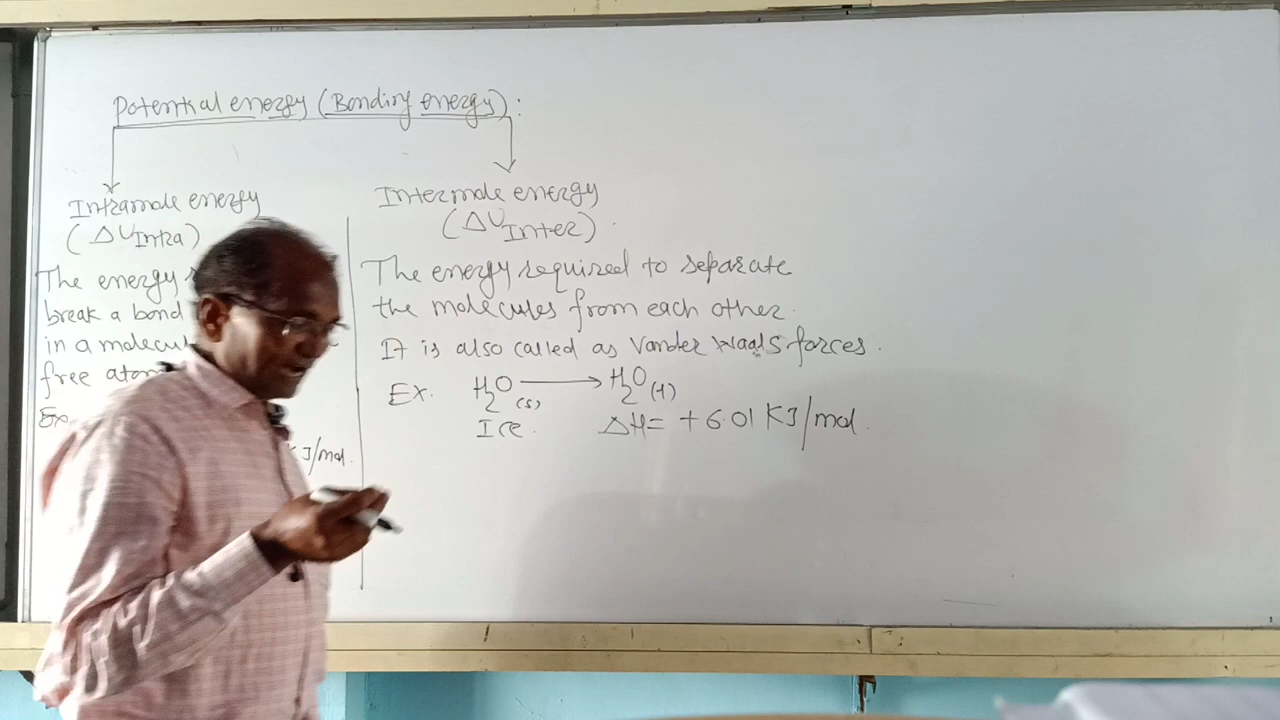 Potential energy (Bonding energy):
Intramole energy
(ΔU Intra)
The energy
break a bond
in a molecul
free atom
Ex.
KJ/mol.
Intermole energy
(ΔU Inter).
The energy required to separate
the molecules from each other.
It is also called as Vander Waals forces.
Ex. H2O (s) ⟶ H2O (l)
Ice. ΔH= +6.01 KJ/mol.